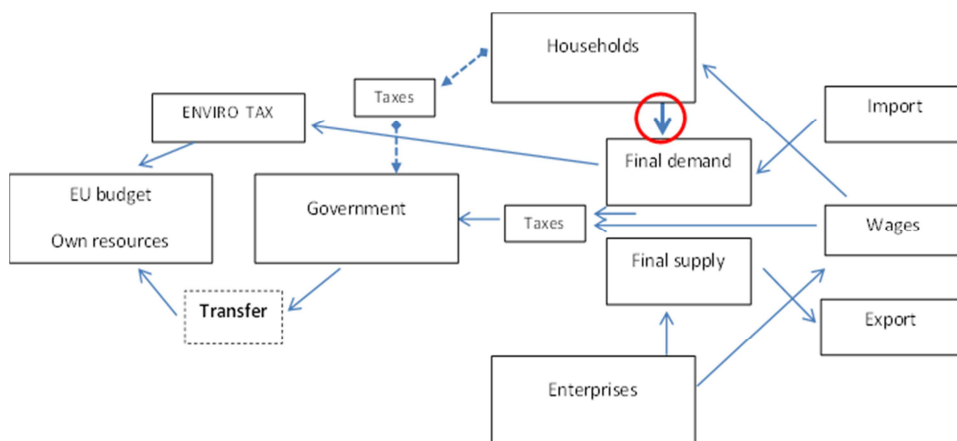 Households
Taxes
ENVIRO TAX
Import
Final demand
EU budget
Own resources
Government
Taxes
Wages
Final supply
Transfer
Export
Enterprises